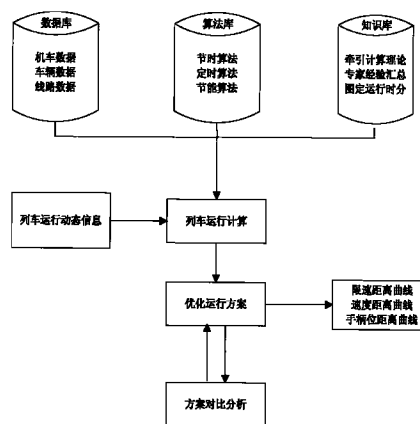 数据库
机车数据
车辆数据
线路数据
算法库
节时算法
定时算法
节能算法
知识库
牵引计算理论
专家经验汇总
图定运行时分
列车运行动态信息
列车运行计算
优化运行方案
限速距离曲线
速度距离曲线
手柄位距离曲线
方案对比分析